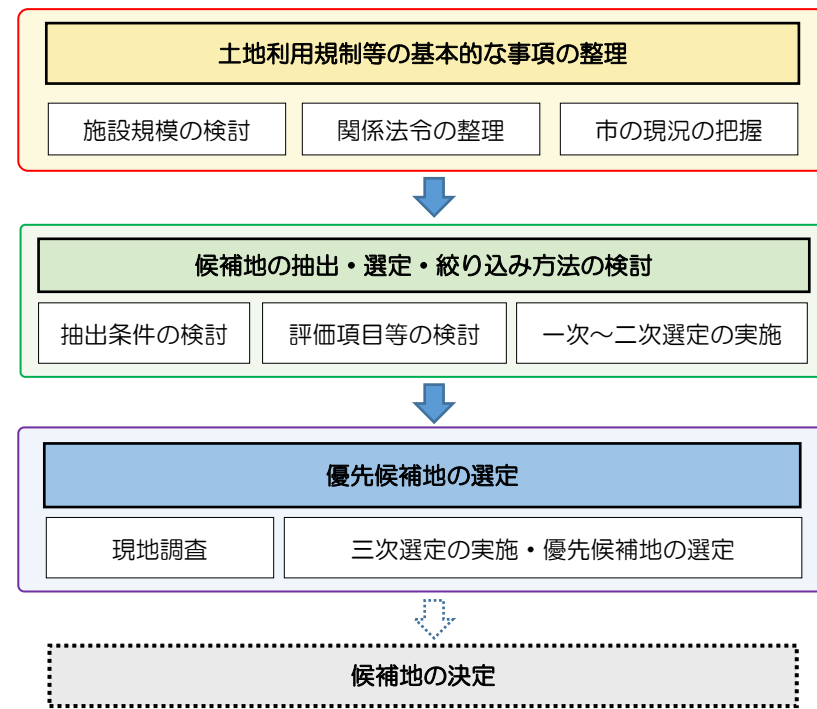 土地利用規制等の基本的な事項の整理
施設規模の検討
関係法令の整理
市の現況の把握
候補地の抽出・選定・絞り込み方法の検討
抽出条件の検討
評価項目等の検討
一次～二次選定の実施
優先候補地の選定
現地調査
三次選定の実施・優先候補地の選定
候補地の決定